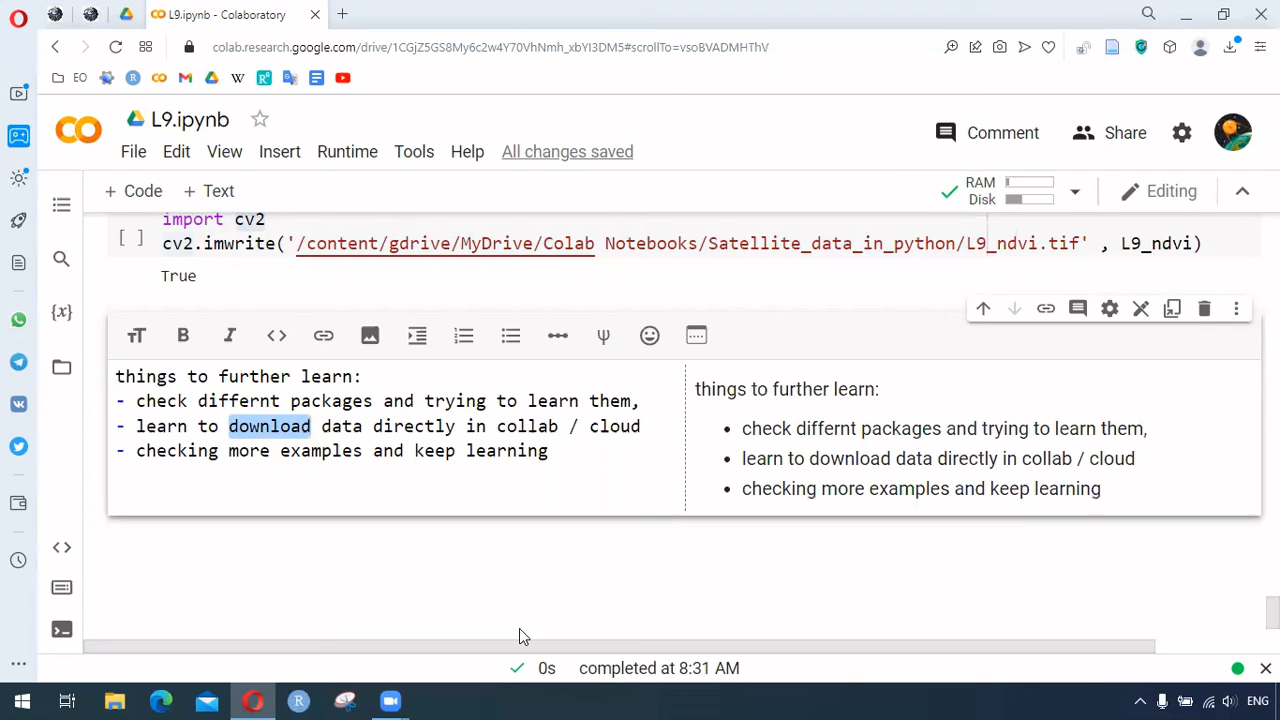 L9.ipynb - Colaboratory
colab.research.google.com/drive/1CGjZ5GS8My6c2w4Y70VhNmh_xbYI3DM5#scrollTo=vsoBVADMHThV
EO
L9.ipynb
Comment
Share
File Edit View Insert Runtime Tools Help All changes saved
+ Code + Text
RAM
Disk
Editing
import cv2
[ ] cv2.imwrite('/content/gdrive/MyDrive/Colab Notebooks/Satellite_data_in_python/L9_ndvi.tif' , L9_ndvi)
True
things to further learn:
- check differnt packages and trying to learn them,
- learn to download data directly in collab / cloud
- checking more examples and keep learning
things to further learn:
• check differnt packages and trying to learn them,
• learn to download data directly in collab / cloud
• checking more examples and keep learning
0s completed at 8:31 AM
ENG